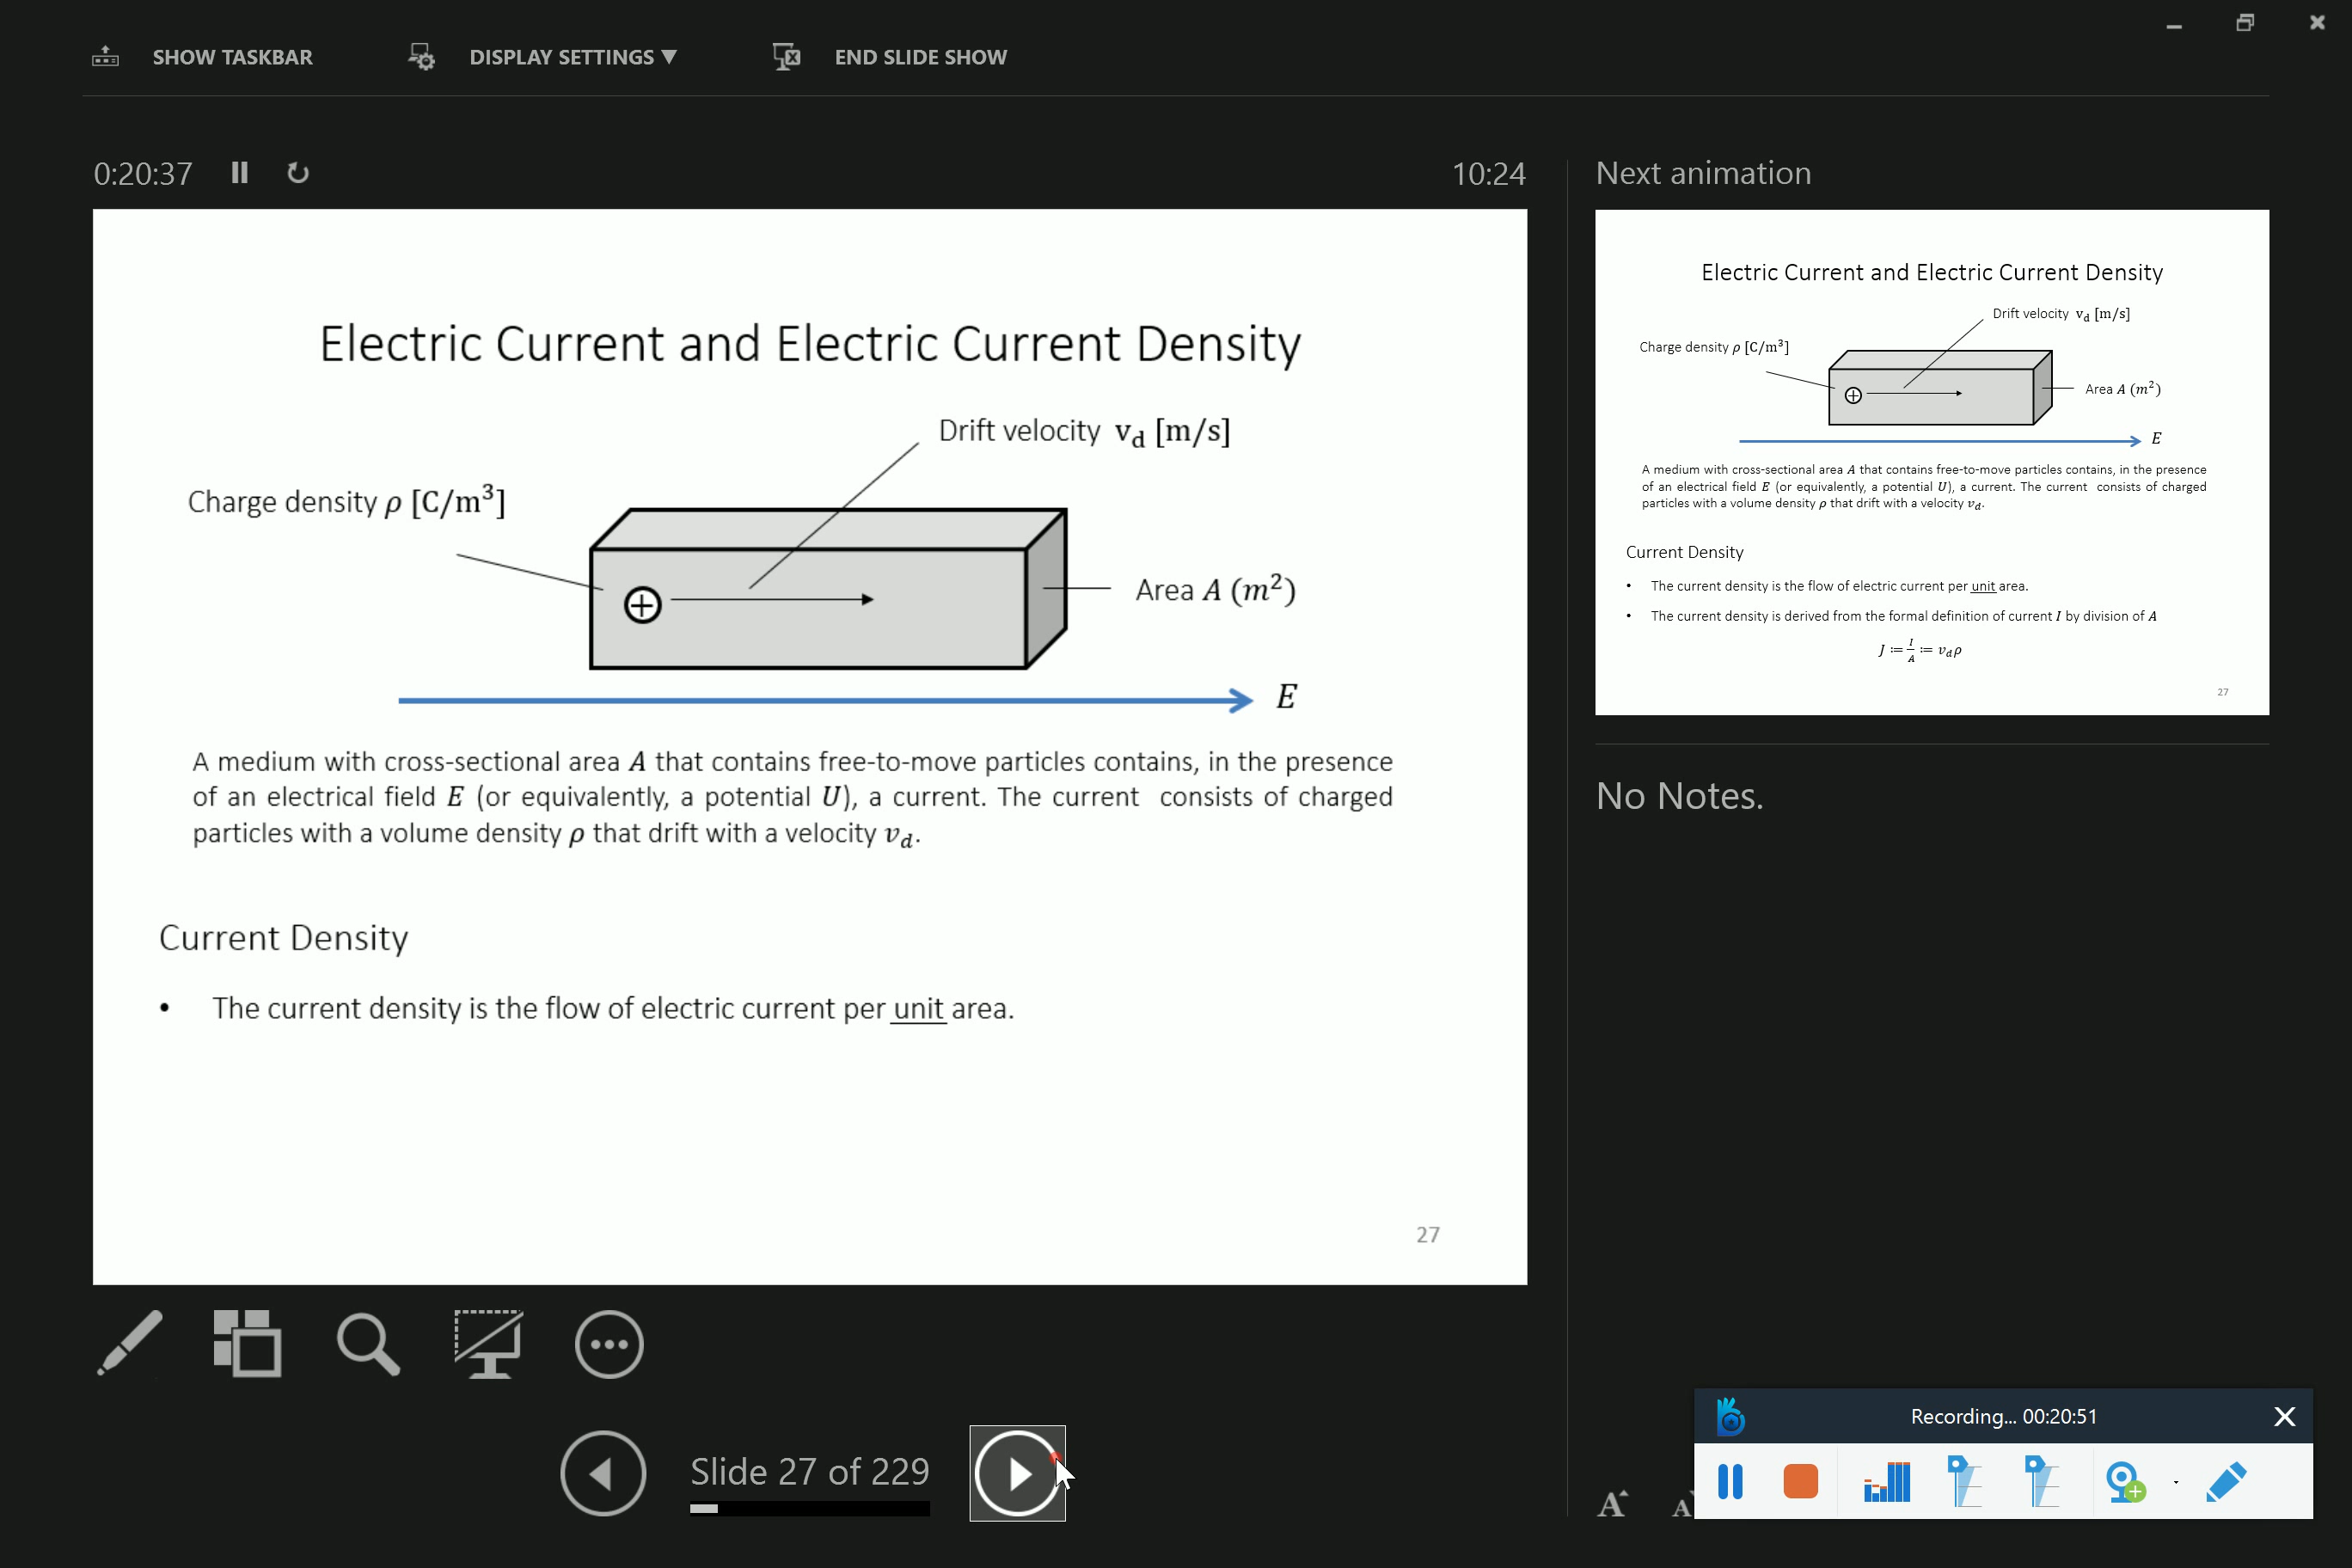 SHOW TASKBAR
DISPLAY SETTINGS ▼
END SLIDE SHOW
0:20:37
10:24
Electric Current and Electric Current Density
Drift velocity v_d [m/s]
Charge density ρ [C/m³]
Area A (m²)
E
A medium with cross-sectional area A that contains free-to-move particles contains, in the presence
of an electrical field E (or equivalently, a potential U), a current. The current consists of charged
particles with a volume density ρ that drift with a velocity v_d.
Current Density
• The current density is the flow of electric current per unit area.
27
Slide 27 of 229
Next animation
Electric Current and Electric Current Density
Drift velocity v_d [m/s]
Charge density ρ [C/m³]
Area A (m²)
E
A medium with cross-sectional area A that contains free-to-move particles contains, in the presence
of an electrical field E (or equivalently, a potential U), a current. The current consists of charged
particles with a volume density ρ that drift with a velocity v_d.
Current Density
• The current density is the flow of electric current per unit area.
• The current density is derived from the formal definition of current I by division of A
J := I/A := v_d ρ
27
No Notes.
A A
Recording... 00:20:51